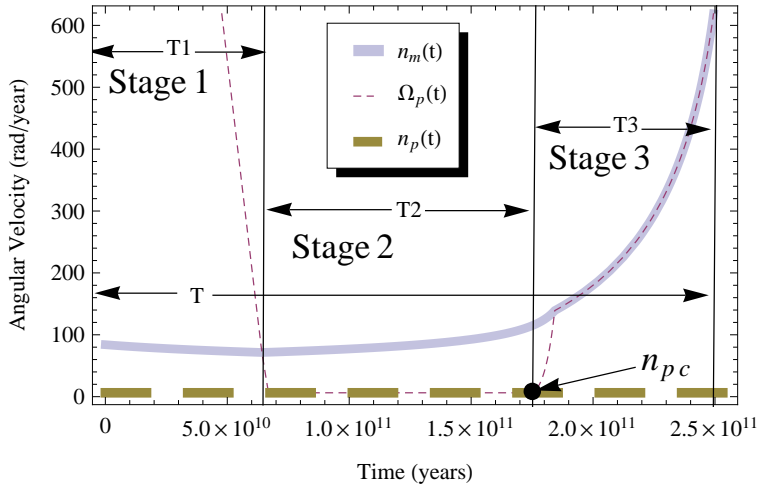 600
500
400
300
200
100
0
Angular Velocity (rad/year)
T1
Stage 1
n_m(t)
Ω_p(t)
n_p(t)
T3
Stage 3
T2
Stage 2
T
n_{p c}
0
5.0×10^10
1.0×10^11
1.5×10^11
2.0×10^11
2.5×10^11
Time (years)